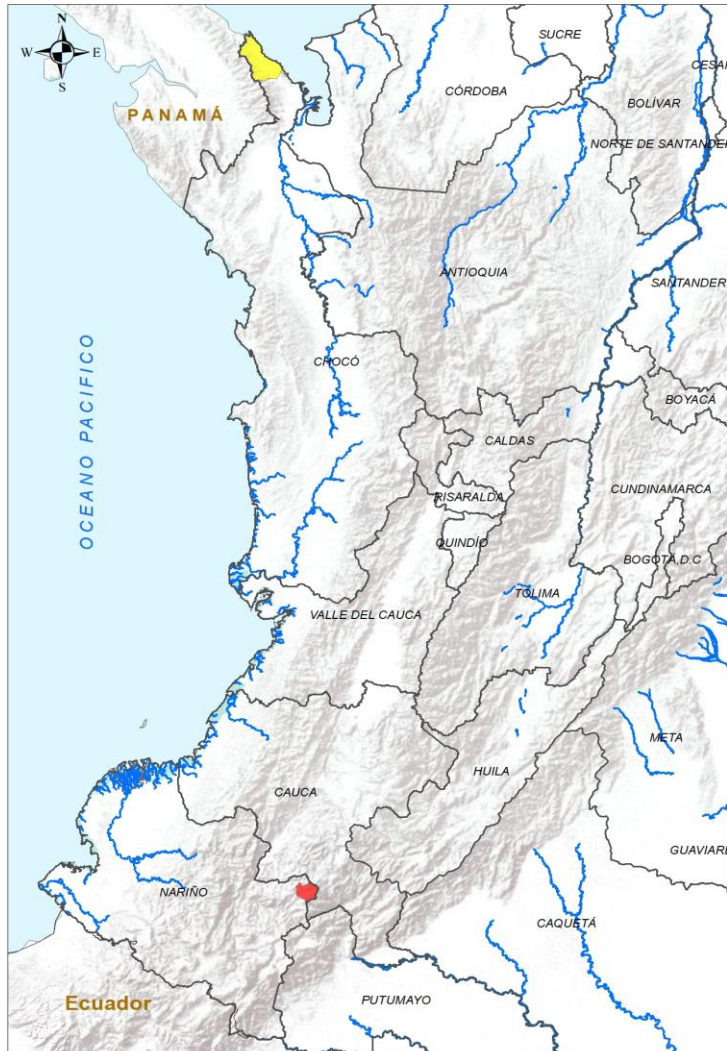 N
W E
S
PANAMÁ
SUCRE
CÓRDOBA
CESAR
BOLÍVAR
NORTE DE SANTANDER
ANTIOQUIA
SANTANDER
OCEANO PACIFICO
CHOCÓ
BOYACÁ
CALDAS
CUNDINAMARCA
RISARALDA
QUINDÍO
BOGOTÁ, D.C
TOLIMA
VALLE DEL CAUCA
META
HUILA
CAUCA
GUAVIARE
NARIÑO
CAQUETÁ
Ecuador
PUTUMAYO